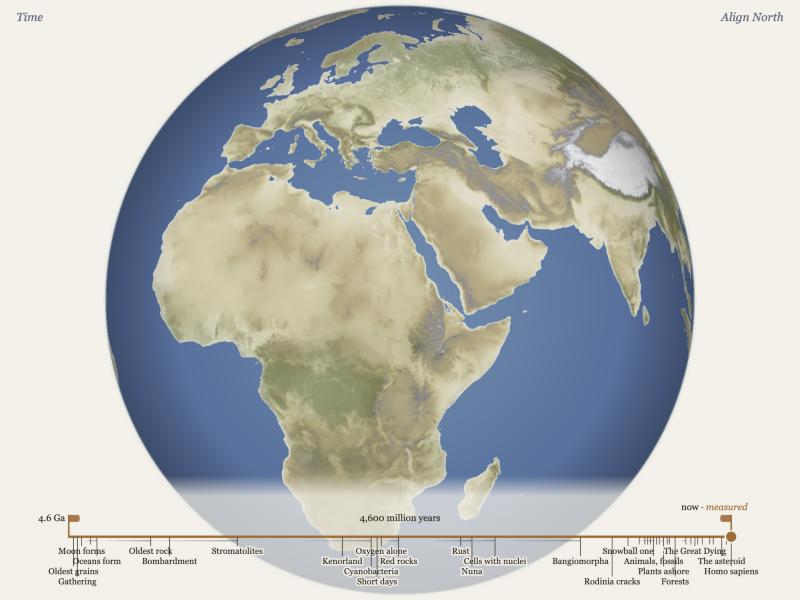 Time
Align North
now · measured
4.6 Ga
4,600 million years
Moon forms
Oldest rock
Stromatolites
Oxygen alone
Rust
Snowball one
The Great Dying
Oceans form
Bombardment
Kenorland
Red rocks
Cells with nuclei
Bangiomorpha
Animals, fossils
The asteroid
Oldest grains
Cyanobacteria
Nuna
Plants ashore
Homo sapiens
Gathering
Short days
Rodinia cracks
Forests